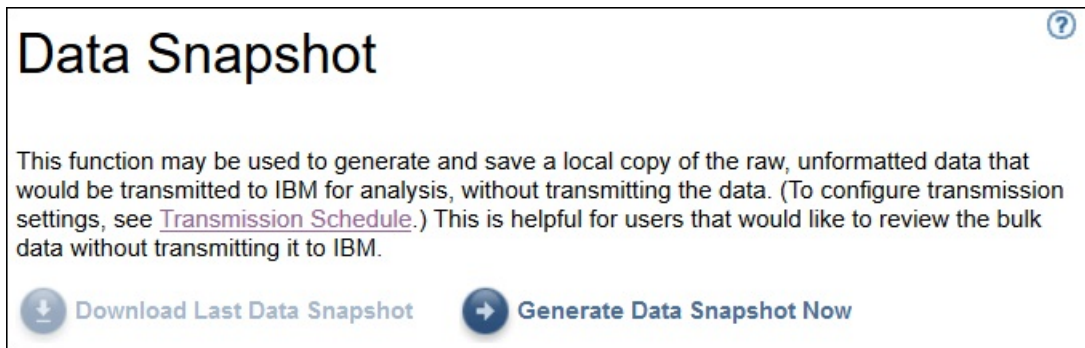 ?
Data Snapshot
This function may be used to generate and save a local copy of the raw, unformatted data that
would be transmitted to IBM for analysis, without transmitting the data. (To configure transmission
settings, see Transmission Schedule.) This is helpful for users that would like to review the bulk
data without transmitting it to IBM.
Download Last Data Snapshot Generate Data Snapshot Now